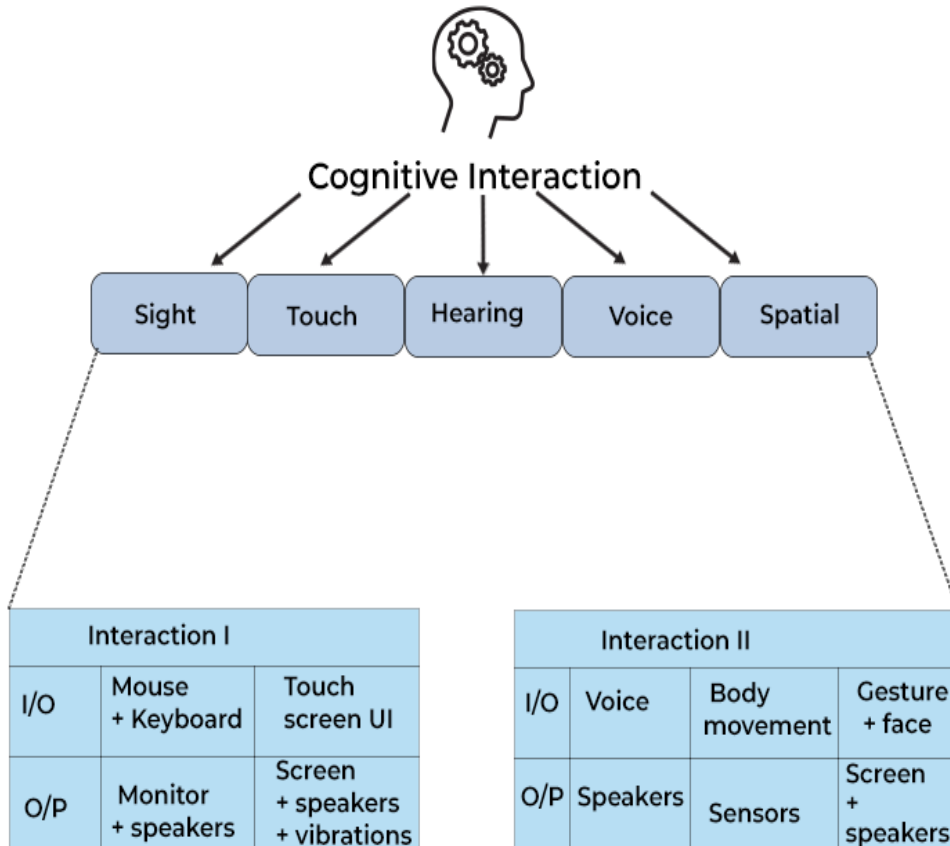 Cognitive Interaction
Sight
Touch
Hearing
Voice
Spatial
Interaction I
I/O
Mouse
+ Keyboard
Touch
screen UI
O/P
Monitor
+ speakers
Screen
+ speakers
+ vibrations
Interaction II
I/O
Voice
Body
movement
Gesture
+ face
O/P
Speakers
Sensors
Screen
+
speakers